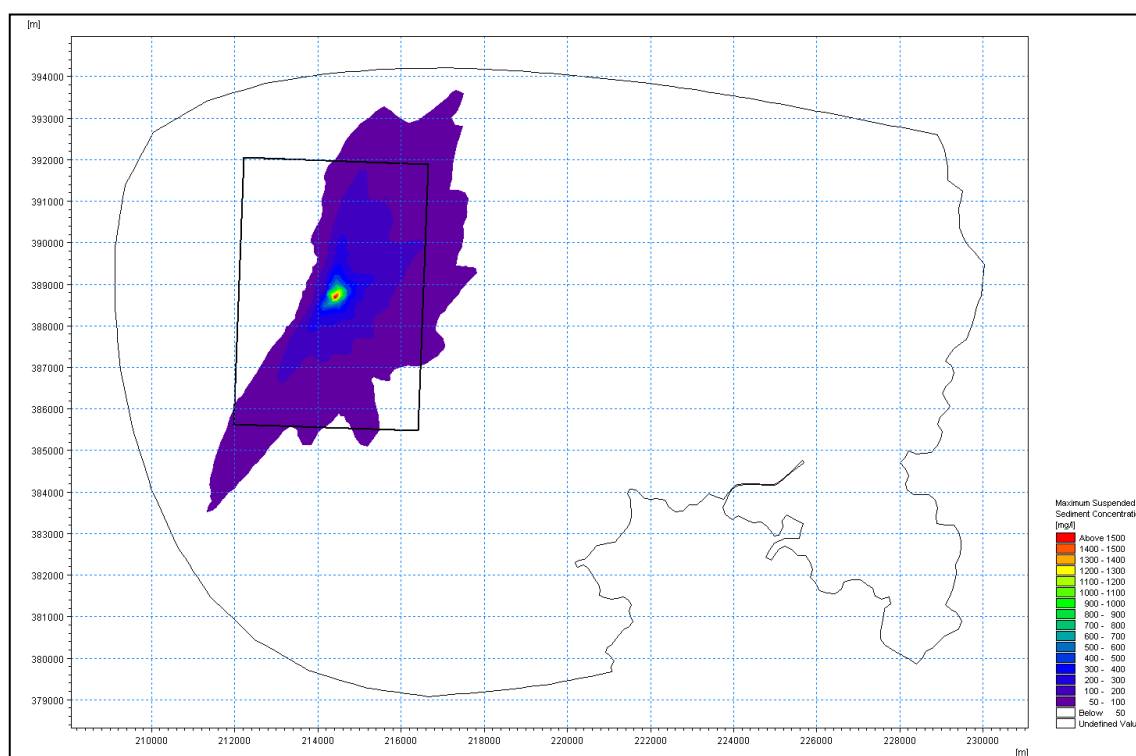 [m]
394000
393000
392000
391000
390000
389000
388000
387000
386000
385000
384000
383000
382000
381000
380000
379000
210000 212000 214000 216000 218000 220000 222000 224000 226000 228000 230000
[m]
Maximum Suspended
Sediment Concentratio
[mg/l]
Above 1500
1400 - 1500
1300 - 1400
1200 - 1300
1100 - 1200
1000 - 1100
900 - 1000
800 - 900
700 - 800
600 - 700
500 - 600
400 - 500
300 - 400
200 - 300
100 - 200
50 - 100
Below 50
Undefined Value